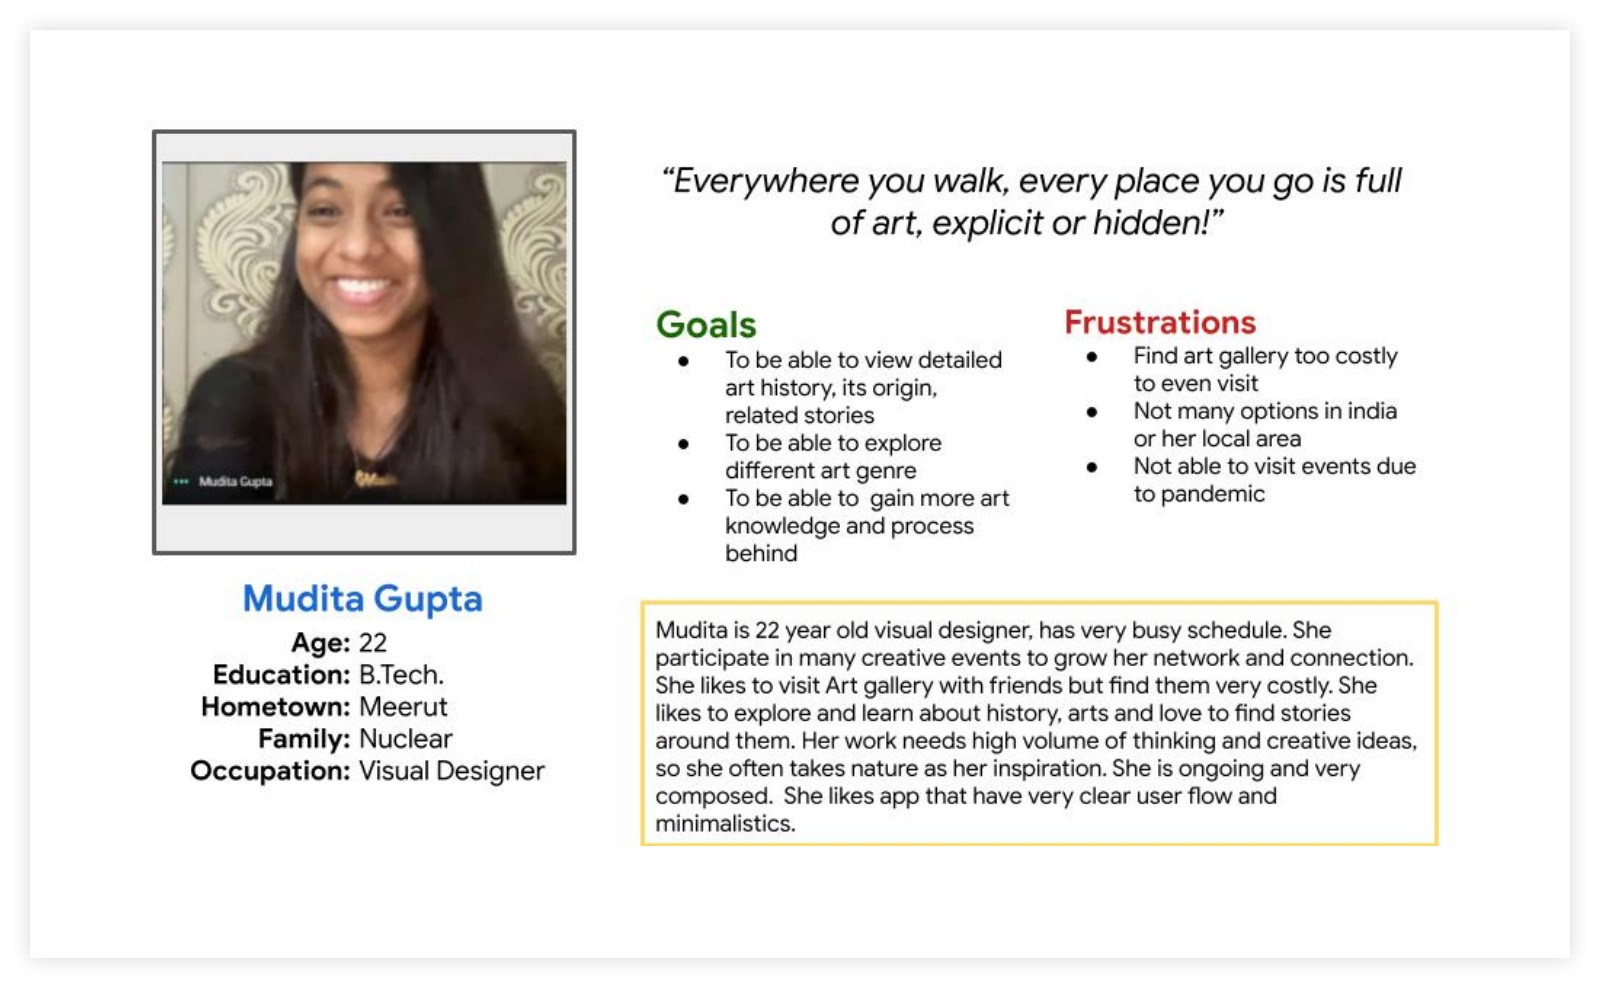 “Everywhere you walk, every place you go is full
of art, explicit or hidden!”
••• Mudita Gupta
Mudita Gupta
Age: 22
Education: B.Tech.
Hometown: Meerut
Family: Nuclear
Occupation: Visual Designer
Goals
● To be able to view detailed
art history, its origin,
related stories
● To be able to explore
different art genre
● To be able to  gain more art
knowledge and process
behind
Frustrations
● Find art gallery too costly
to even visit
● Not many options in india
or her local area
● Not able to visit events due
to pandemic
Mudita is 22 year old visual designer, has very busy schedule. She
participate in many creative events to grow her network and connection.
She likes to visit Art gallery with friends but find them very costly. She
likes to explore and learn about history, arts and love to find stories
around them. Her work needs high volume of thinking and creative ideas,
so she often takes nature as her inspiration. She is ongoing and very
composed.  She likes app that have very clear user flow and
minimalistics.